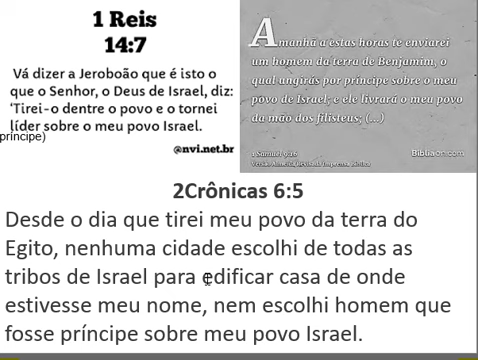 1 Reis
14:7
Vá dizer a Jeroboão que é isto o
que o Senhor, o Deus de Israel, diz:
'Tirei-o dentre o povo e o tornei
líder sobre o meu povo Israel.
príncipe)
@nvi.net.br
Amanhã a estas horas te enviarei
um homem da terra de Benjamim, o
qual ungirás por príncipe sobre o meu
povo de Israel; e ele livrará o meu povo
da mão dos filisteus; (...)
1 Samuel 9:16
Bibliaon.com
2Crônicas 6:5
Desde o dia que tirei meu povo da terra do
Egito, nenhuma cidade escolhi de todas as
tribos de Israel para edificar casa de onde
estivesse meu nome, nem escolhi homem que
fosse príncipe sobre meu povo Israel.